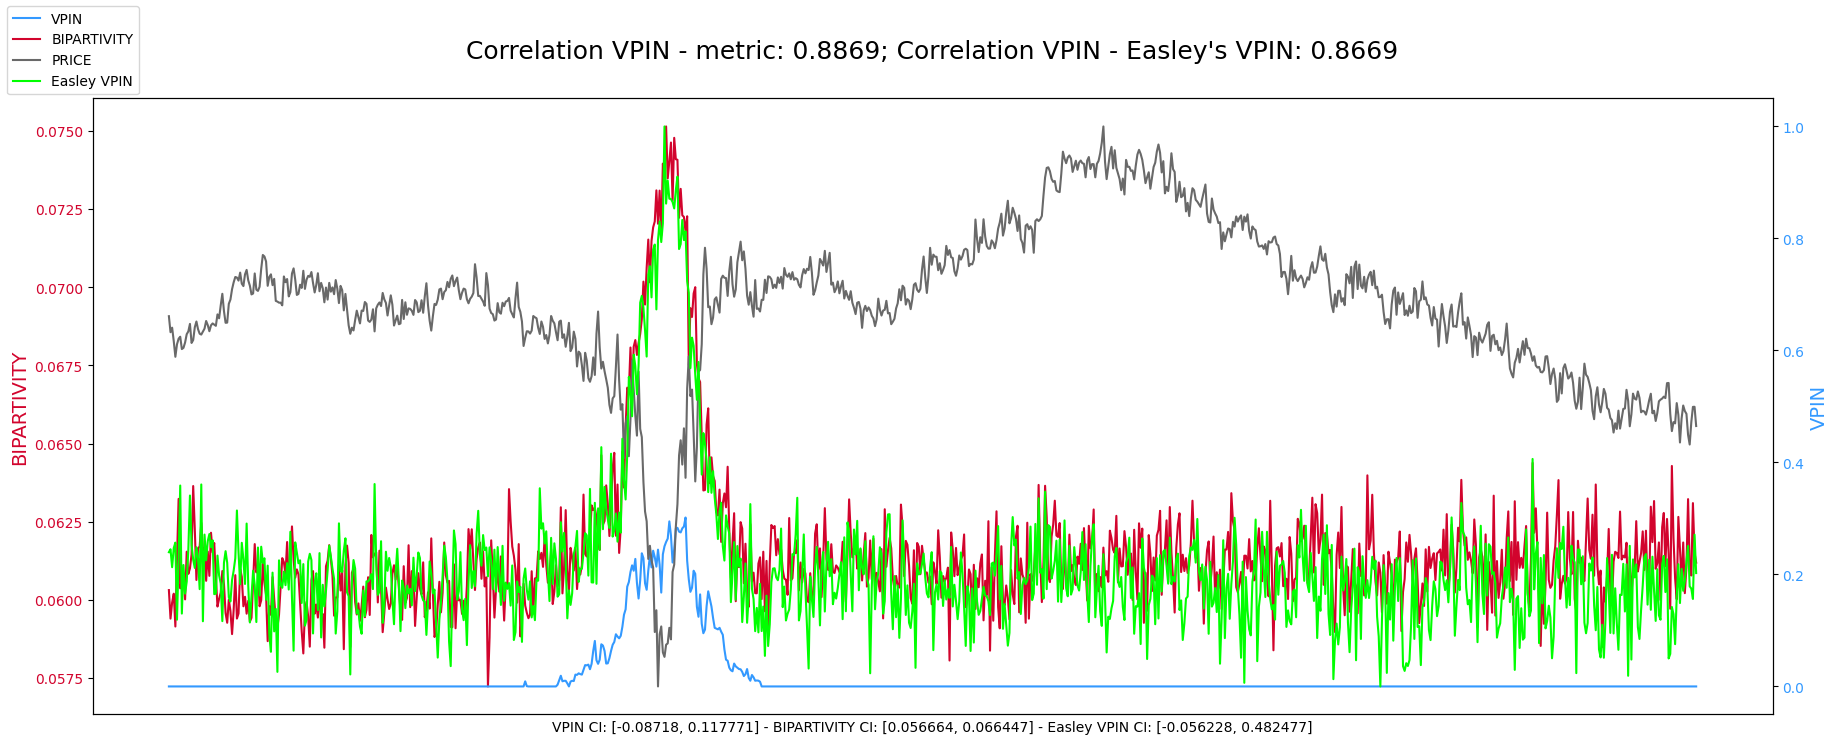 VPIN
BIPARTIVITY
PRICE
Easley VPIN
Correlation VPIN - metric: 0.8869; Correlation VPIN - Easley's VPIN: 0.8669
BIPARTIVITY
0.0750
0.0725
0.0700
0.0675
0.0650
0.0625
0.0600
0.0575
1.0
0.8
0.6
0.4
0.2
0.0
VPIN
VPIN CI: [-0.08718, 0.117771] - BIPARTIVITY CI: [0.056664, 0.066447] - Easley VPIN CI: [-0.056228, 0.482477]